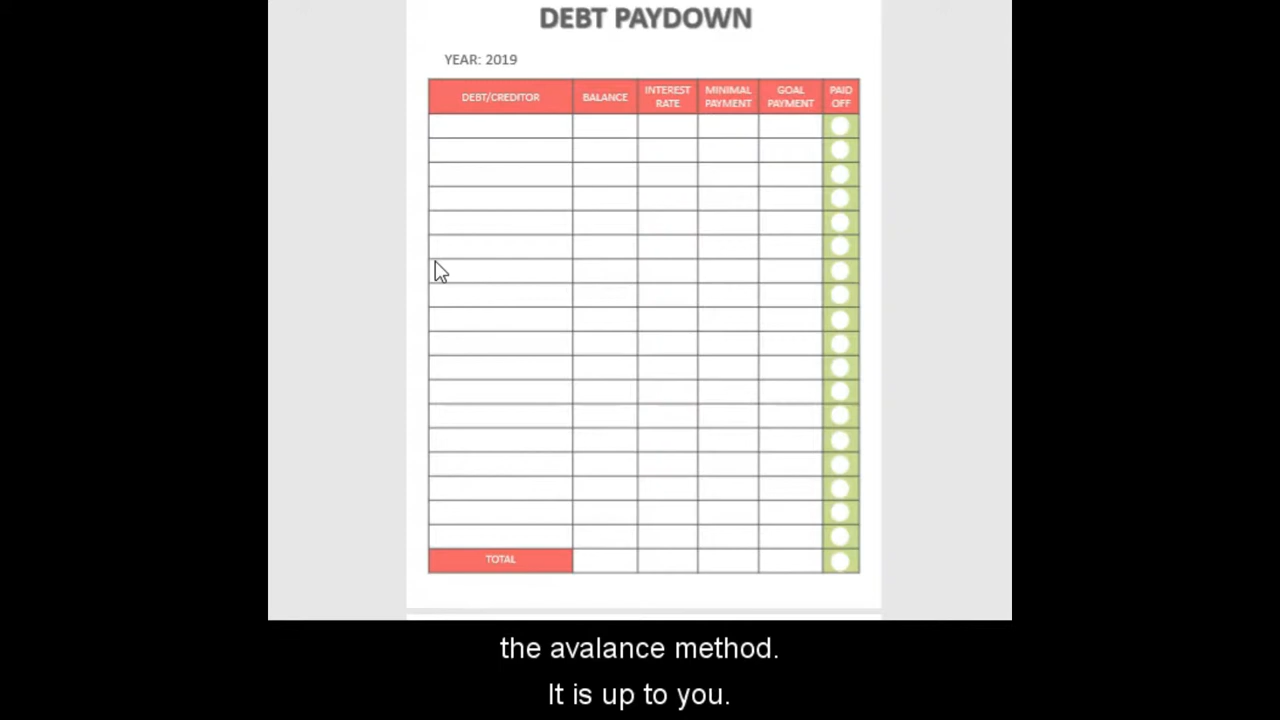 DEBT PAYDOWN
YEAR: 2019
DEBT/CREDITOR BALANCE INTEREST RATE MINIMAL PAYMENT GOAL PAYMENT PAID OFF
TOTAL
the avalance method.
It is up to you.